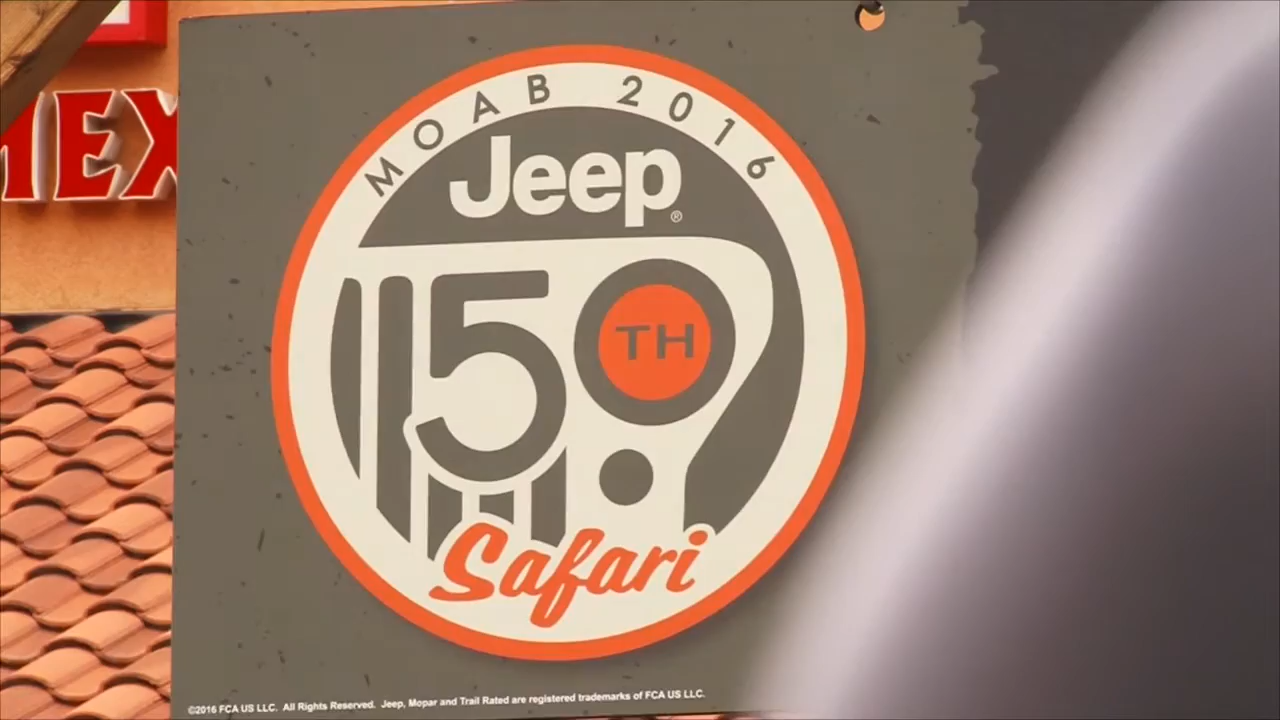 MOAB 2016
Jeep®
50
TH
Safari
©2016 FCA US LLC. All Rights Reserved. Jeep, Mopar and Trail Rated are registered trademarks of FCA US LLC.
MEX